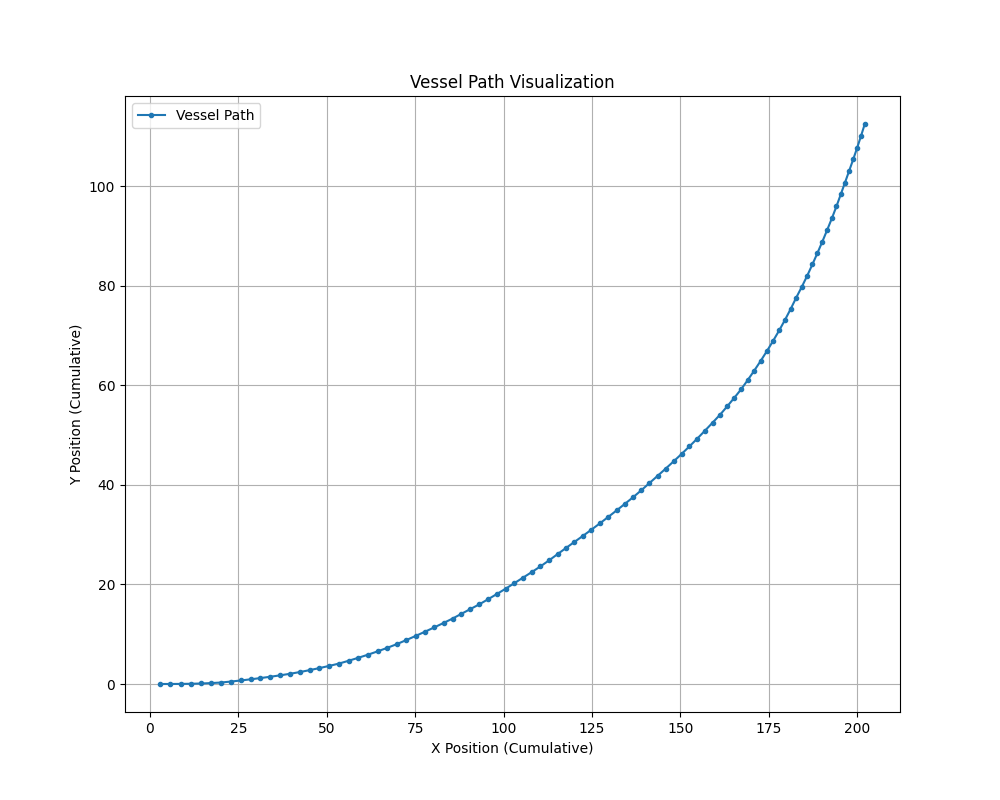 Vessel Path Visualization
Vessel Path
Y Position (Cumulative)
100
80
60
40
20
0
0 25 50 75 100 125 150 175 200
X Position (Cumulative)